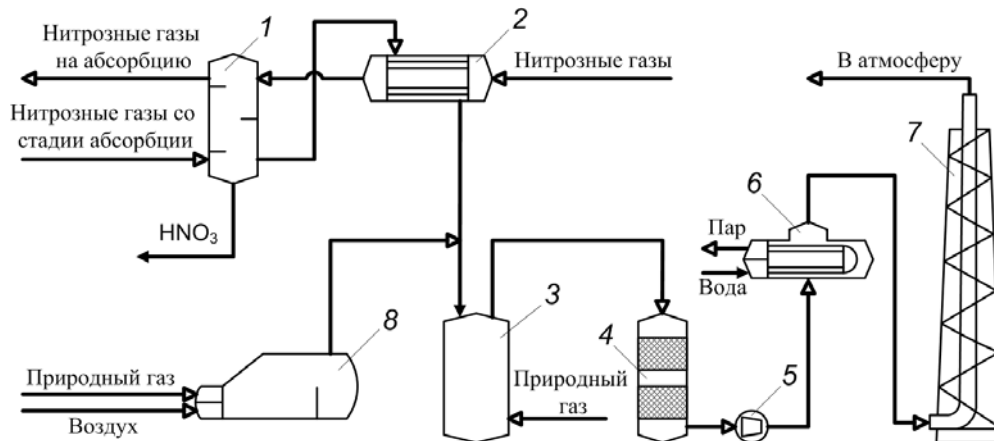 Нитрозные газы
на абсорбцию
1
2
Нитрозные газы
В атмосферу
Нитрозные газы со
стадии абсорбции
7
6
HNO₃
Пар
Вода
3
8
4
5
Природный газ
Природный
газ
Воздух